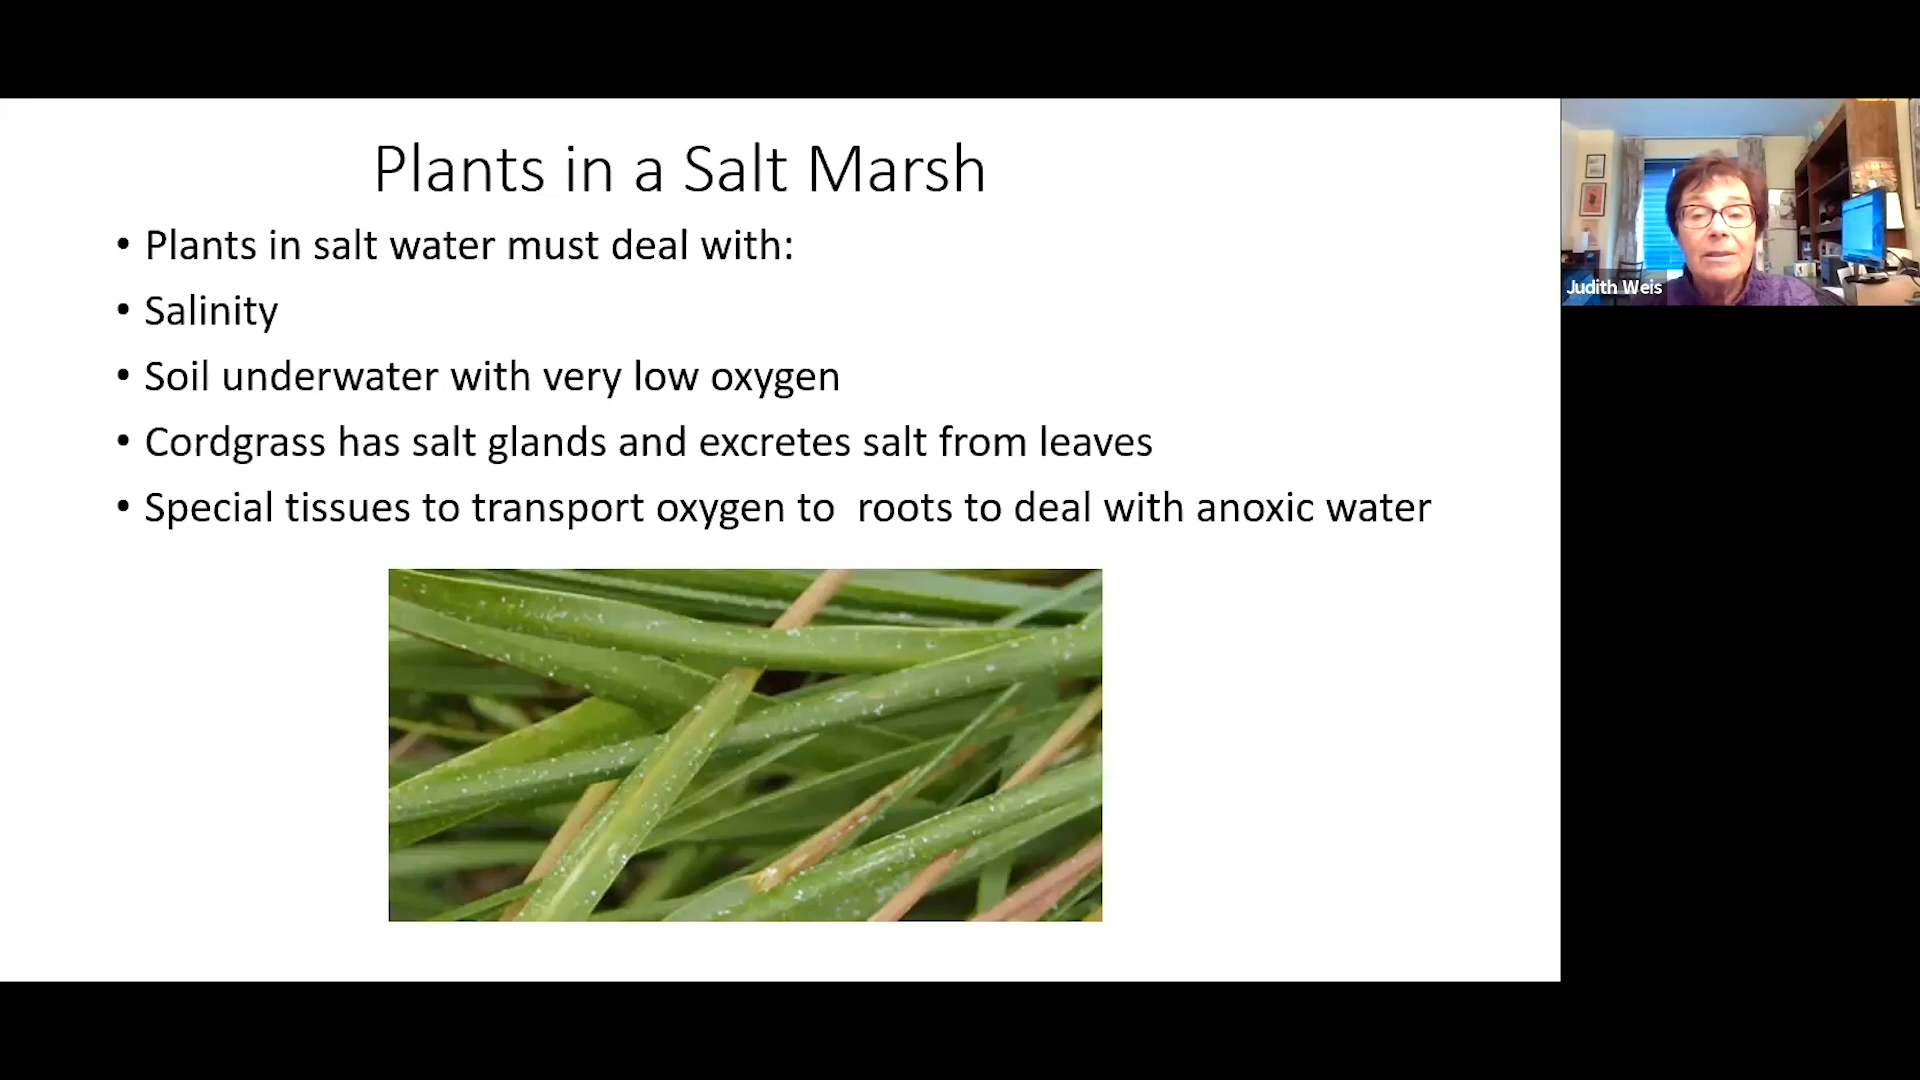 Plants in a Salt Marsh
• Plants in salt water must deal with:
• Salinity
• Soil underwater with very low oxygen
• Cordgrass has salt glands and excretes salt from leaves
• Special tissues to transport oxygen to  roots to deal with anoxic water
Judith Weis